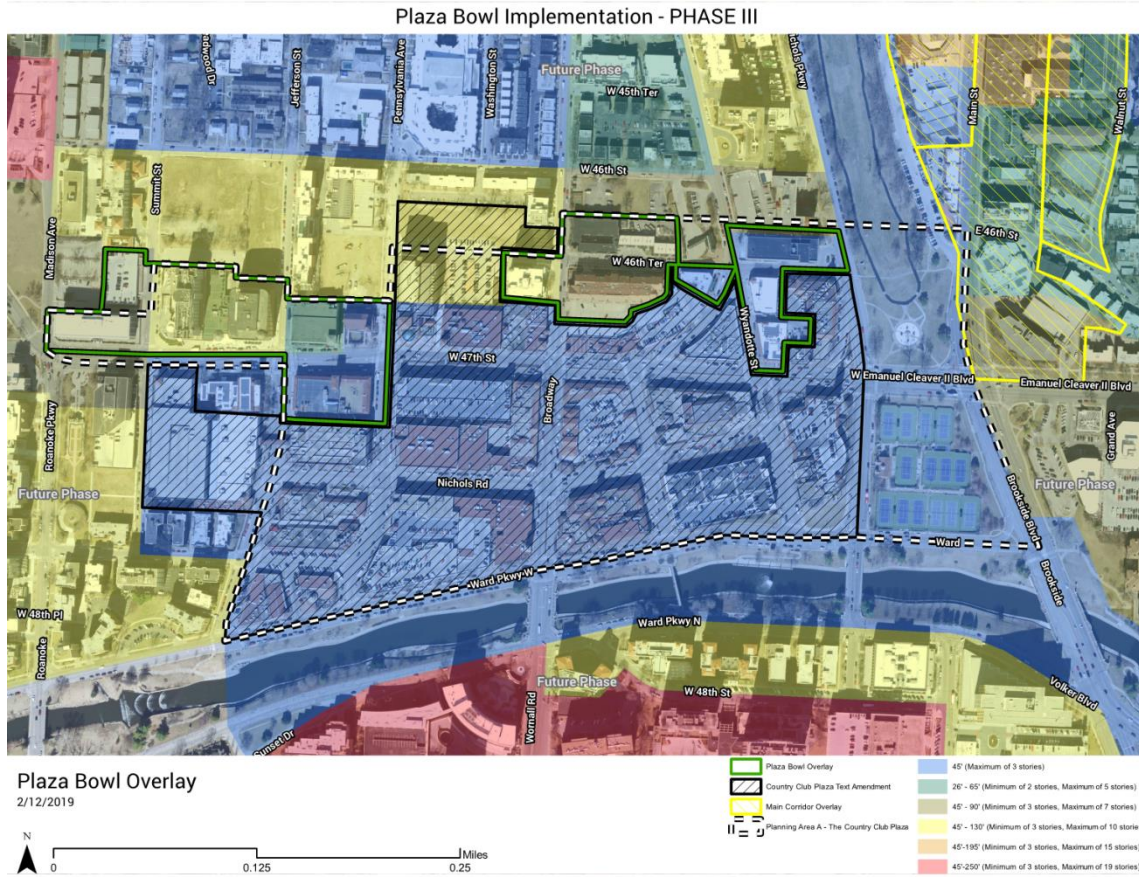 Plaza Bowl Implementation - PHASE III
Jefferson St
Pennsylvania Ave
Washington St
Future Phase
W 45th Ter
Main St
Walnut St
W 46th St
Summit St
Madison Ave
E 46th St
W 46th Ter
Wyandotte St
W 47th St
Broadway
W Emanuel Cleaver II Blvd
Emanuel Cleaver II Blvd
Roanoke Pkwy
Grand Ave
Nichols Rd
Future Phase
Future Phase
Brookside Blvd
Ward
Ward Pkwy W
Brookside
W 48th Pl
Ward Pkwy N
Roanoke
Future Phase
W 48th St
Wornall Rd
Volker Blvd
Sunset Dr
Plaza Bowl Overlay
2/12/2019
N
0
0.125
0.25
Miles
Plaza Bowl Overlay
Country Club Plaza Text Amendment
Main Corridor Overlay
Planning Area A - The Country Club Plaza
45' (Maximum of 3 stories)
26' - 65' (Minimum of 2 stories, Maximum of 5 stories)
45' - 90' (Minimum of 3 stories, Maximum of 7 stories)
45' - 130' (Minimum of 3 stories, Maximum of 10 storie
45'-195' (Minimum of 3 stories, Maximum of 15 stories)
45'-250' (Minimum of 3 stories, Maximum of 19 stories)